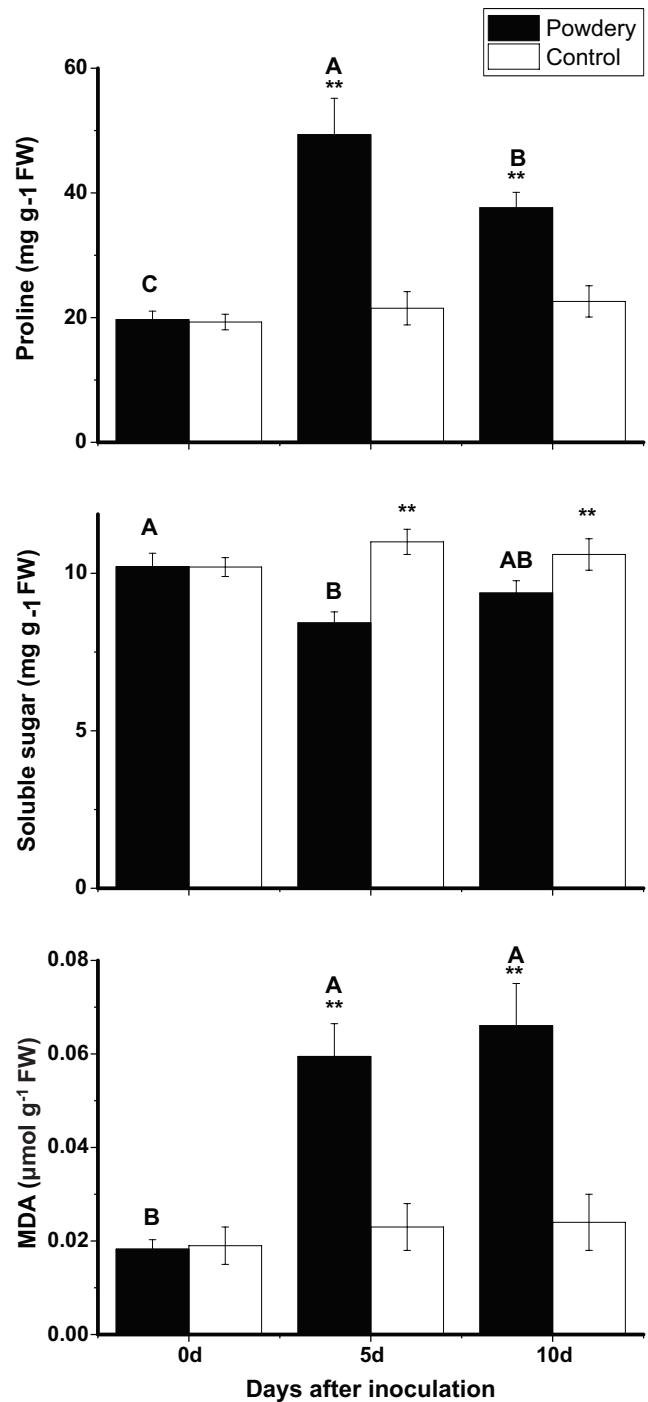 Powdery
Control
Proline (mg g-1 FW)
60
40
20
0
A
**
B
**
C
Soluble sugar (mg g-1 FW)
10
5
0
A
**
**
B
AB
MDA (µmol g-1 FW)
0.08
0.06
0.04
0.02
0.00
A
**
A
**
B
0d 5d 10d
Days after inoculation